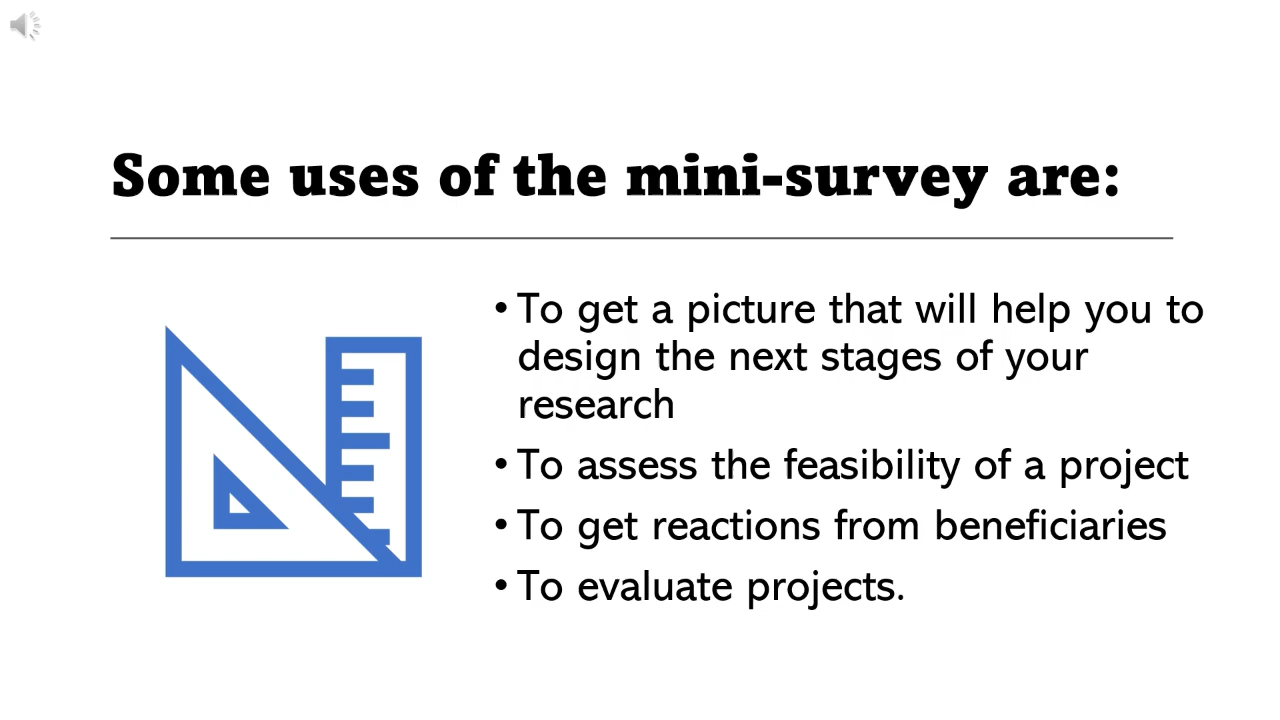 Some uses of the mini-survey are:
• To get a picture that will help you to
design the next stages of your
research
• To assess the feasibility of a project
• To get reactions from beneficiaries
• To evaluate projects.